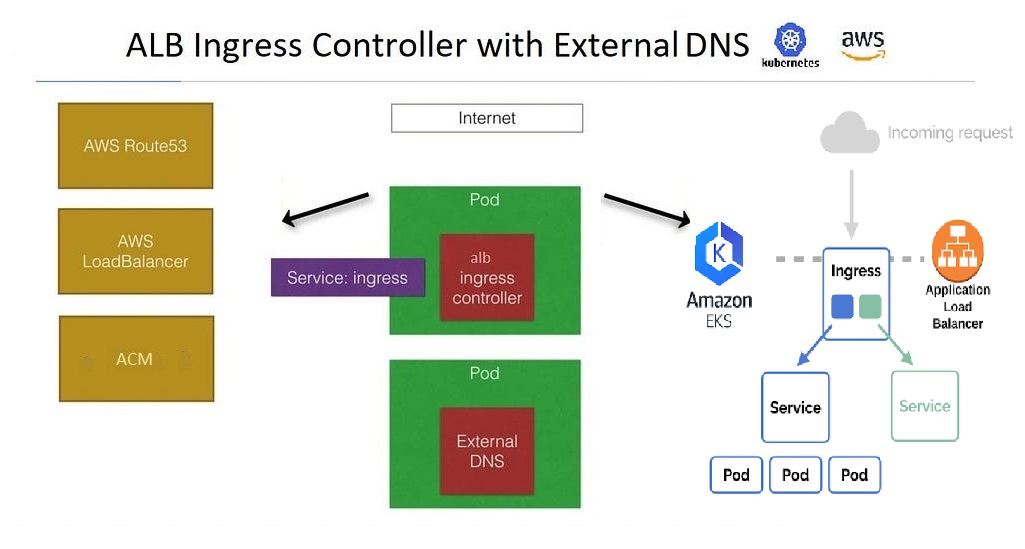 ALB Ingress Controller with External DNS
kubernetes
aws
AWS Route53
AWS
LoadBalancer
ACM
Internet
Pod
alb
ingress
controller
Service: ingress
Pod
External
DNS
Incoming request
Amazon
EKS
Ingress
Application
Load
Balancer
Service
Service
Pod
Pod
Pod